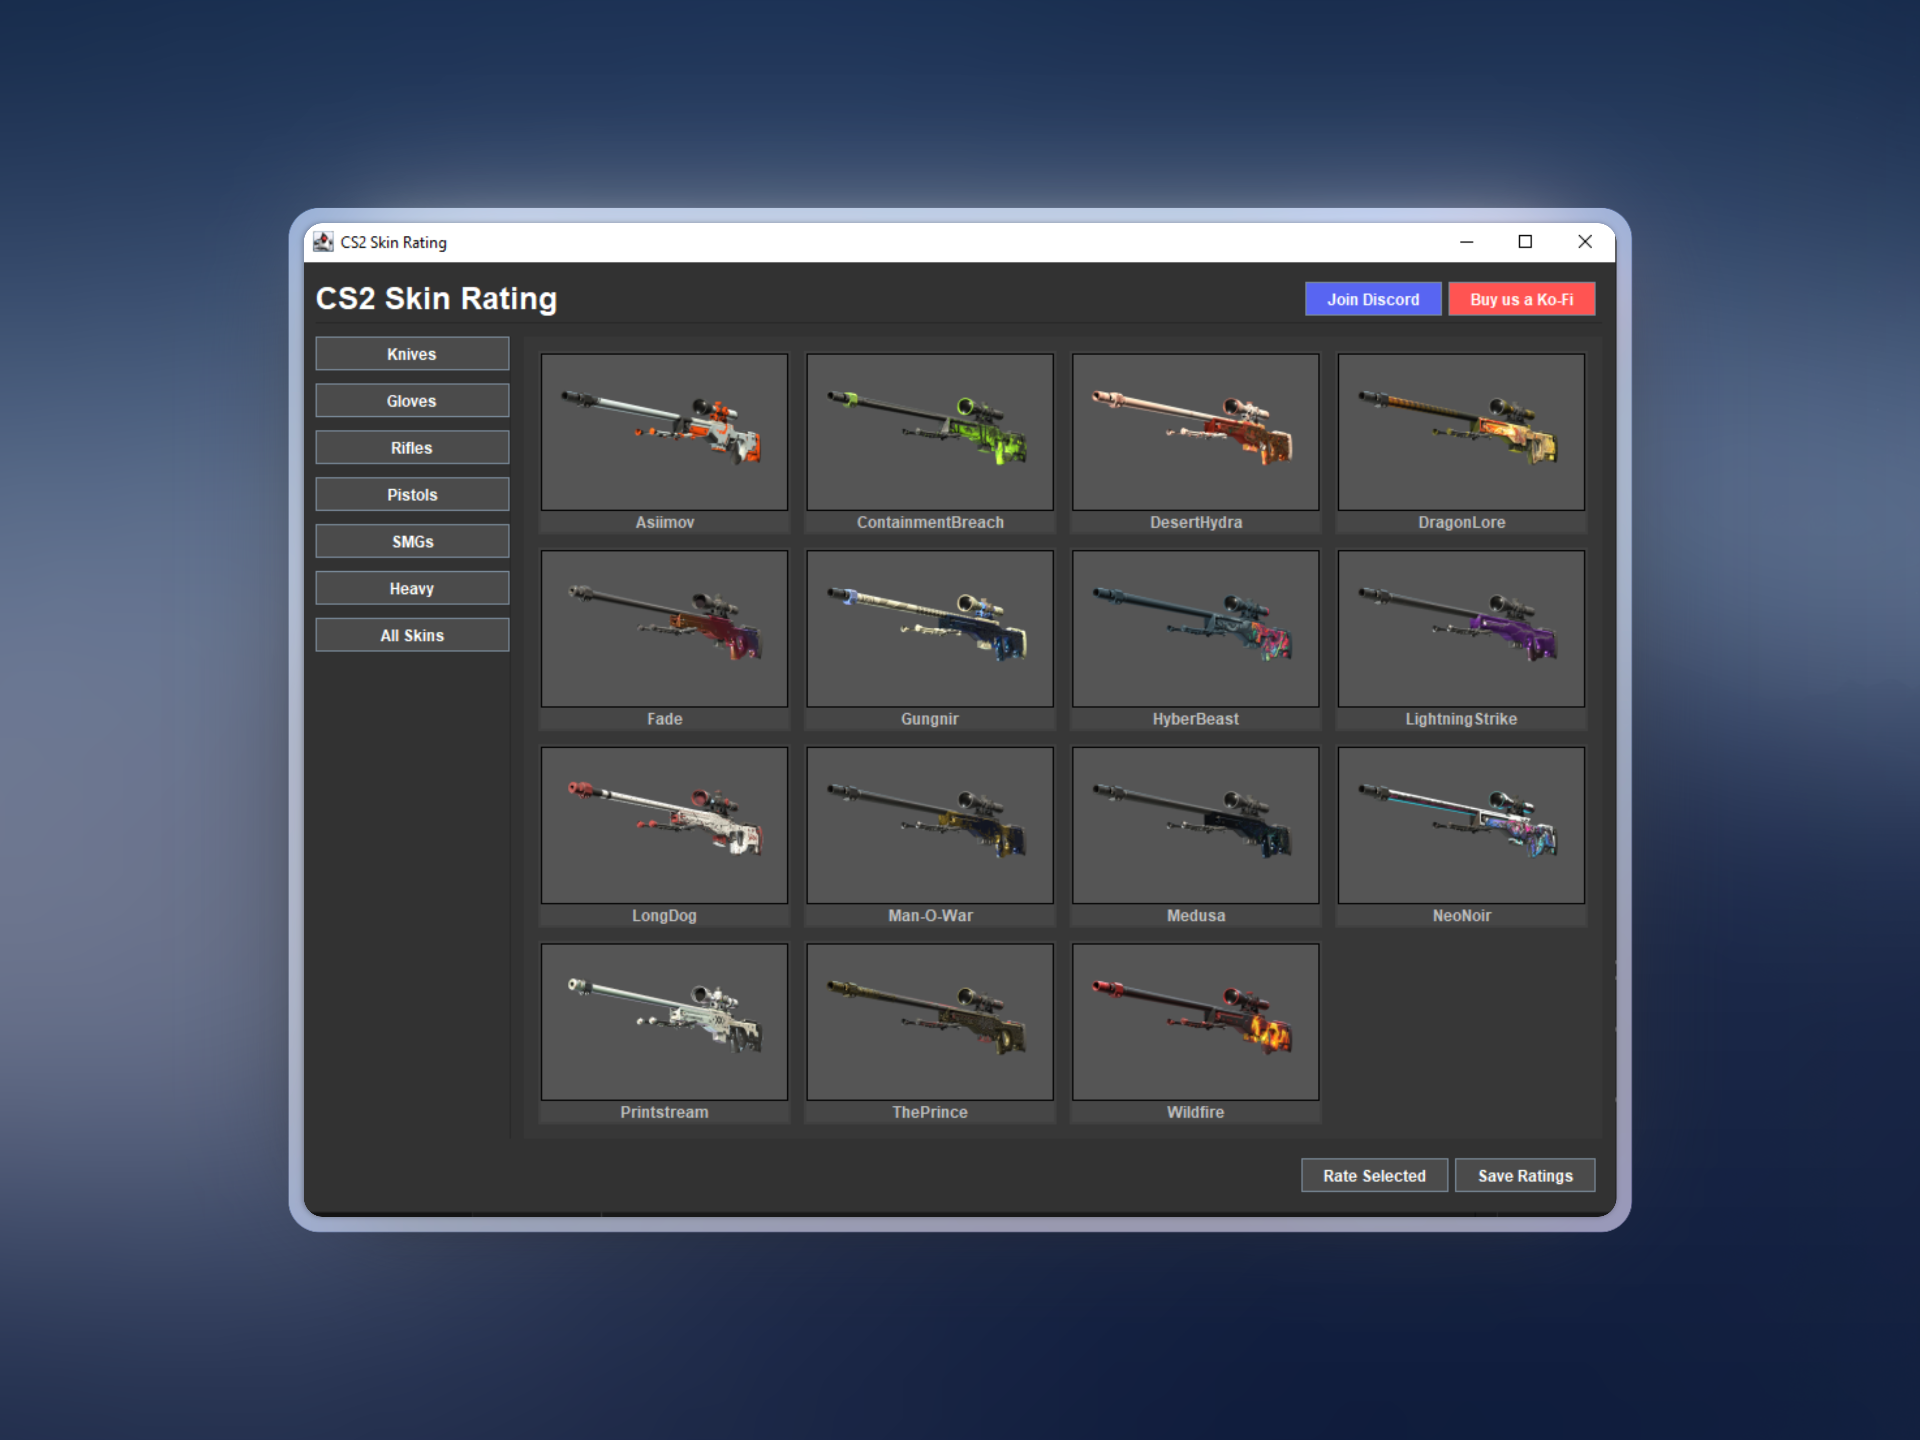 CS2 Skin Rating
CS2 Skin Rating
Join Discord
Buy us a Ko-Fi
Knives
Gloves
Rifles
Pistols
SMGs
Heavy
All Skins
Asiimov
ContainmentBreach
DesertHydra
DragonLore
Fade
Gungnir
HyberBeast
LightningStrike
LongDog
Man-O-War
Medusa
NeoNoir
Printstream
ThePrince
Wildfire
Rate Selected
Save Ratings